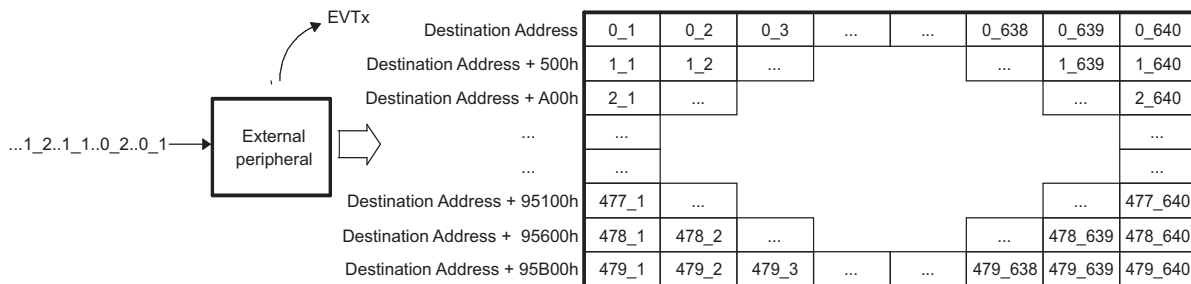 EVTx
Destination Address 0_1 0_2 0_3 ... ... 0_638 0_639 0_640
Destination Address + 500h 1_1 1_2 ... ... 1_639 1_640
Destination Address + A00h 2_1 ... ... 2_640
... ... ...
...1_2..1_1..0_2..0_1
External
peripheral
... ... ...
Destination Address + 95100h 477_1 ... ... 477_640
Destination Address + 95600h 478_1 478_2 ... ... 478_639 478_640
Destination Address + 95B00h 479_1 479_2 479_3 ... ... 479_638 479_639 479_640